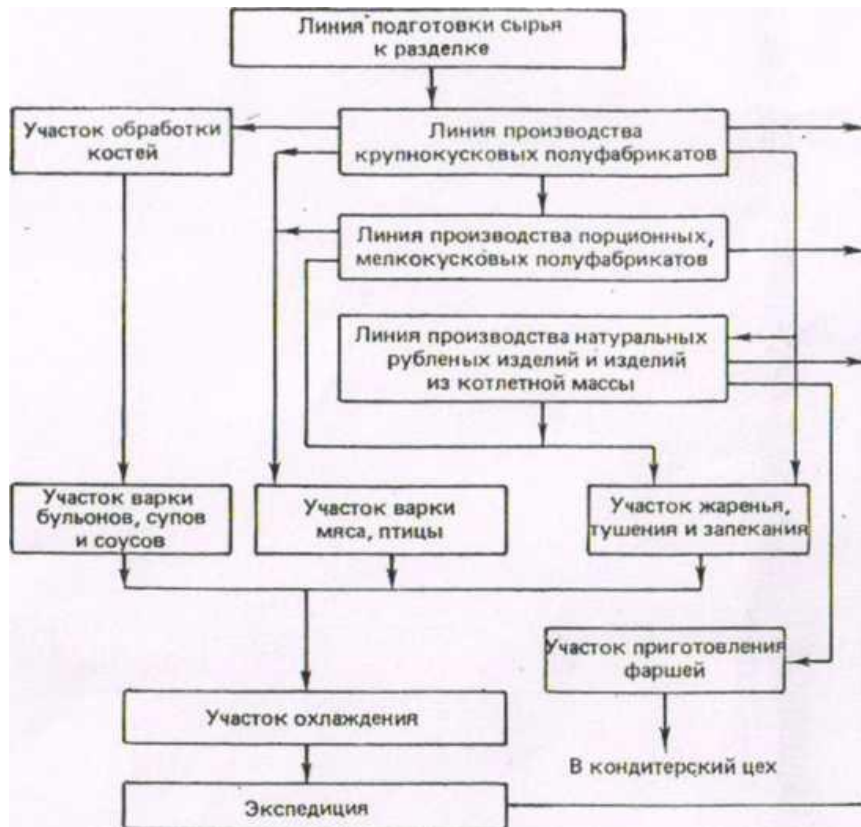 Линия подготовки сырья
к разделке
Участок обработки
костей
Линия производства
крупнокусковых полуфабрикатов
Линия производства порционных,
мелкокусковых полуфабрикатов
Линия производства натуральных
рубленых изделий и изделий
из котлетной массы
Участок варки
бульонов, супов
и соусов
Участок варки
мяса, птицы
Участок жаренья,
тушения и запекания
Участок приготовления
фаршей
Участок охлаждения
В кондитерский цех
Экспедиция